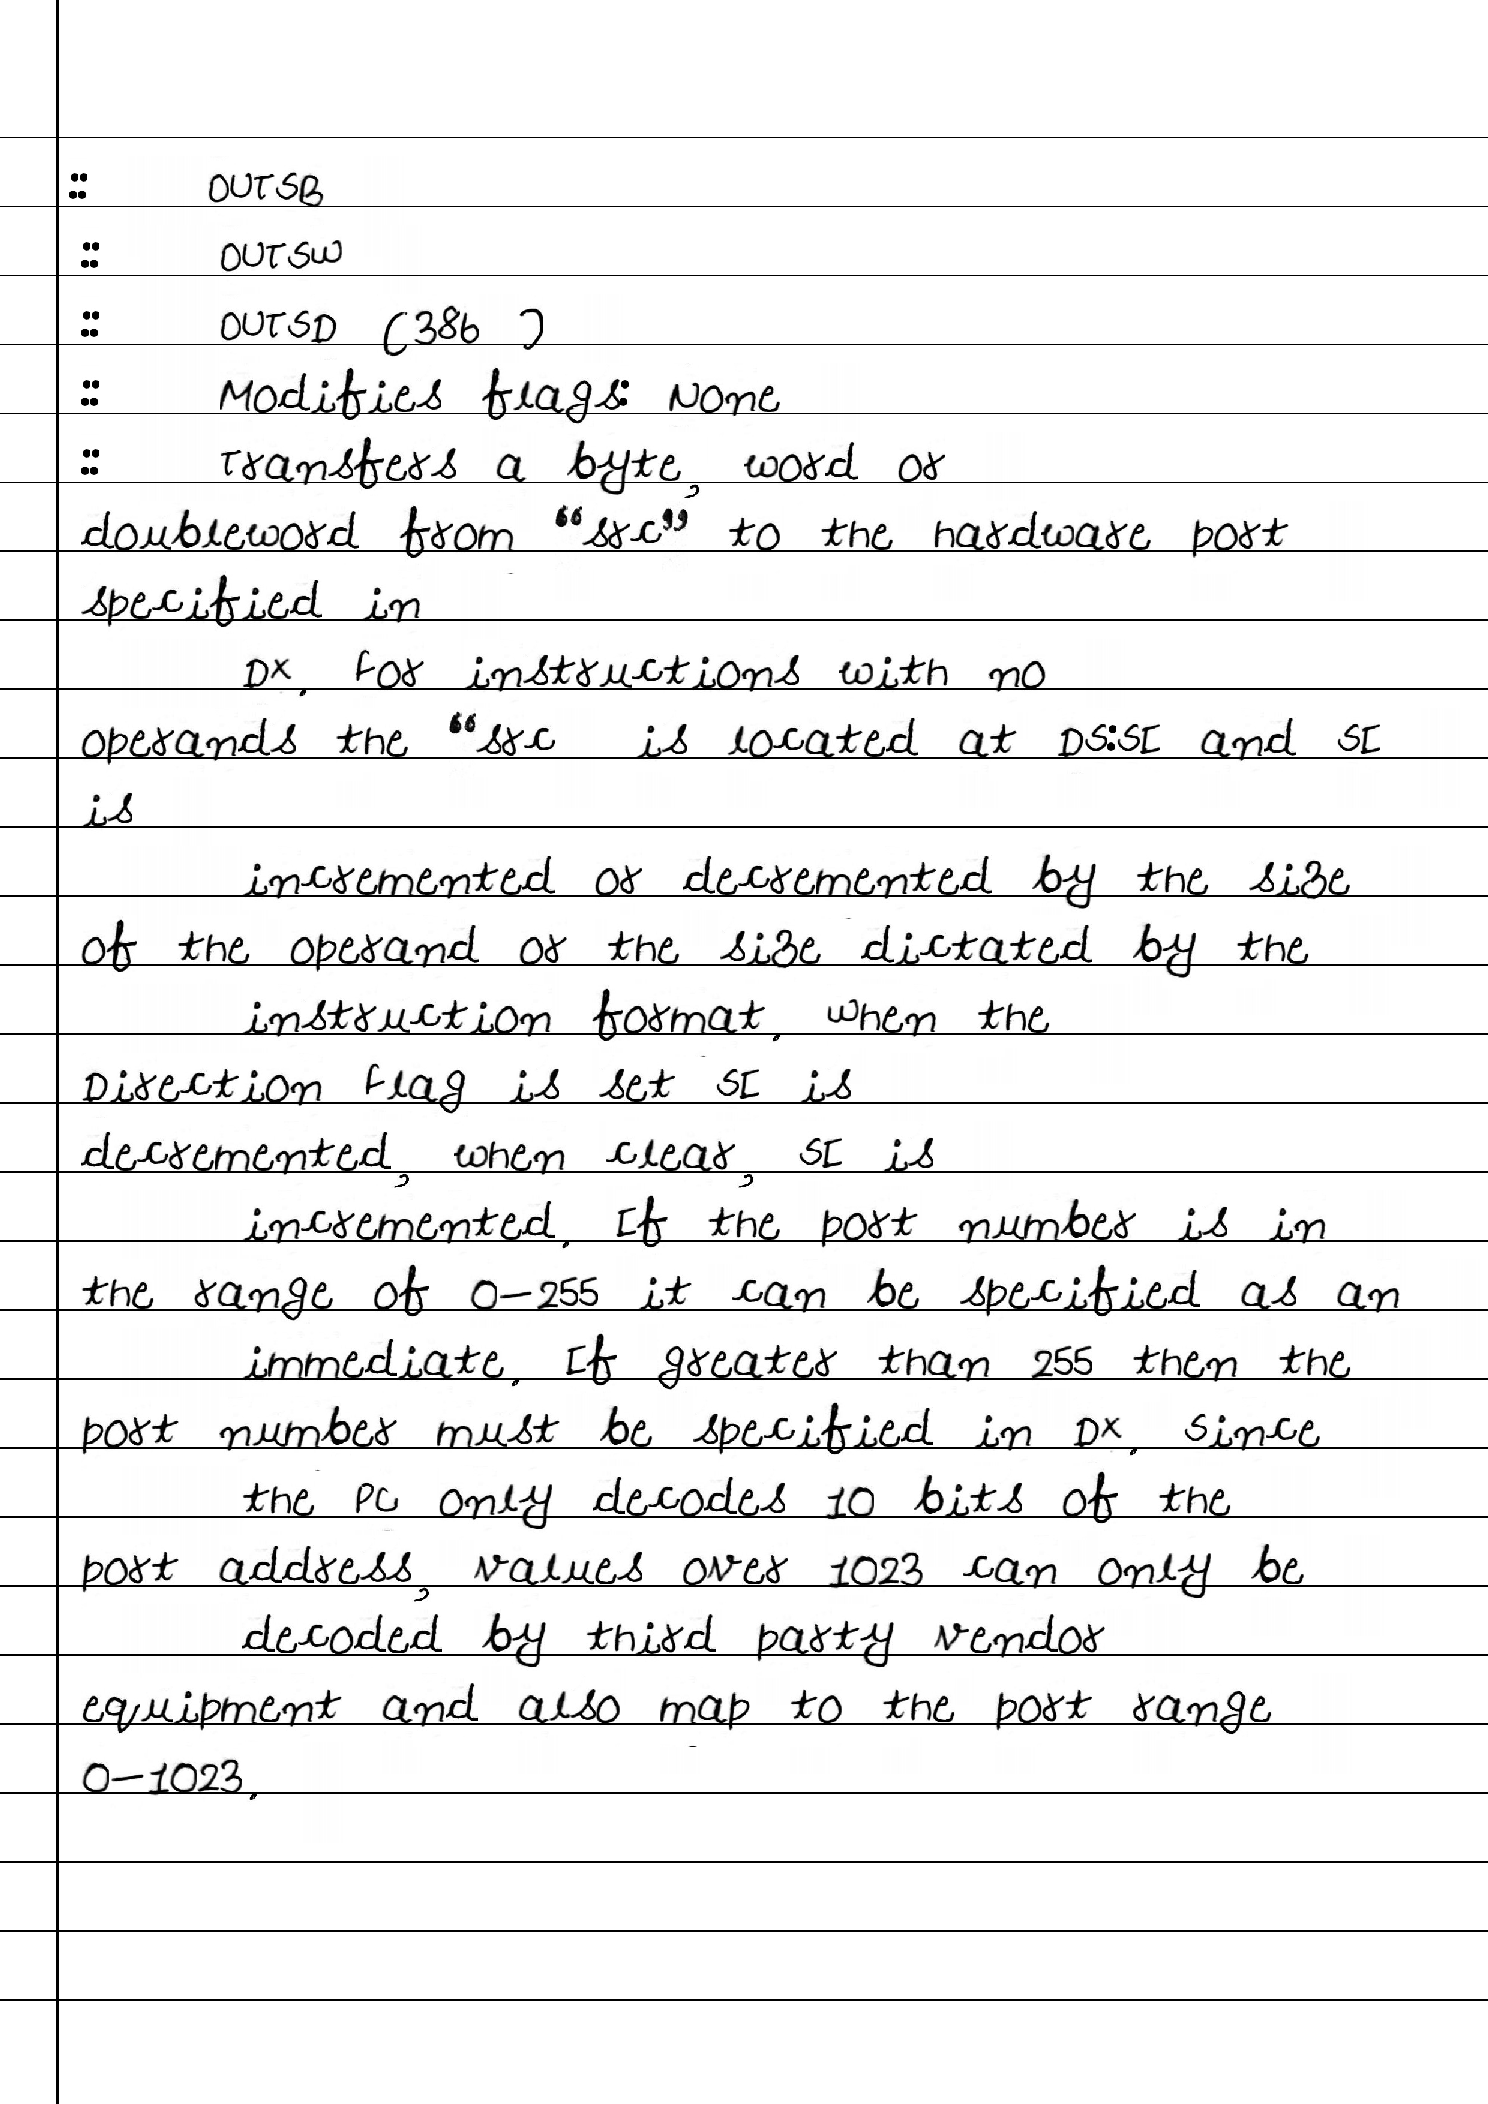 ::	OUTSB
::	OUTSW
::	OUTSD (386 )
::	Modifies flags: None
::	Transfers a byte, word or
doubleword from “src” to the hardware port
specified in
	DX. For instructions with no
operands the “src is located at DS:SI and SI
is
	incremented or decremented by the size
of the operand or the size dictated by the
	instruction format. When the
Direction Flag is set SI is
decremented, when clear, SI is
	incremented. If the port number is in
the range of 0-255 it can be specified as an
	immediate. If greater than 255 then the
port number must be specified in DX. Since
	the PC only decodes 10 bits of the
port address, values over 1023 can only be
	decoded by third party vendor
equipment and also map to the port range
0-1023.